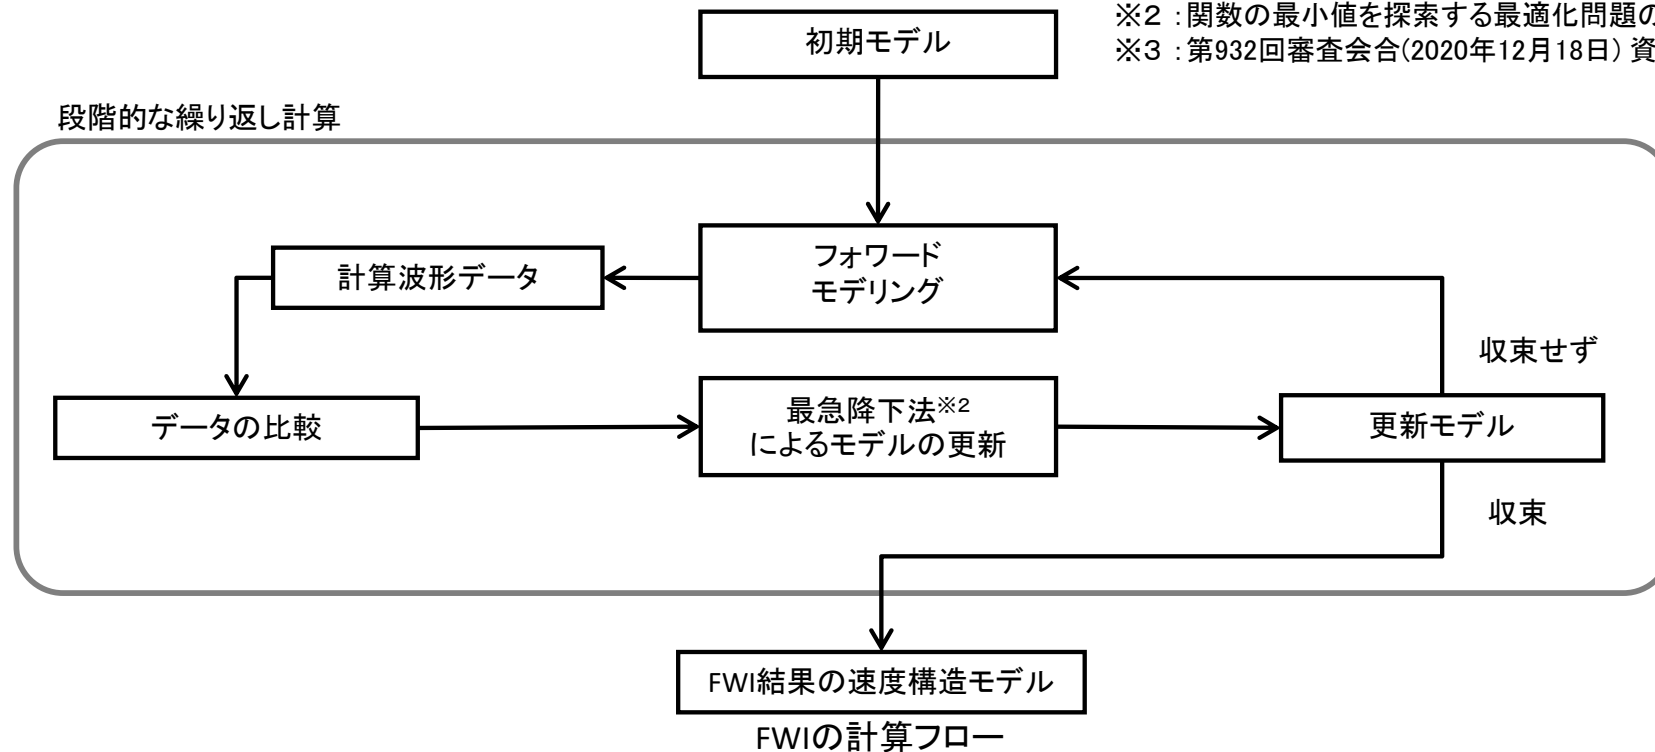 ※2：関数の最小値を探索する最適化問題の
※3：第932回審査会合(2020年12月18日) 資
初期モデル
段階的な繰り返し計算
フォワード
モデリング
計算波形データ
収束せず
データの比較
最急降下法※2
によるモデルの更新
更新モデル
収束
FWI結果の速度構造モデル
FWIの計算フロー